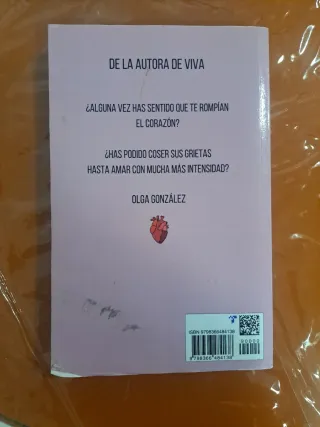 DE LA AUTORA DE VIVA
¿ALGUNA VEZ HAS SENTIDO QUE TE ROMPÍAN
EL CORAZÓN?
¿HAS PODIDO COSER SUS GRIETAS
HASTA AMAR CON MUCHA MÁS INTENSIDAD?
OLGA GONZÁLEZ
90000